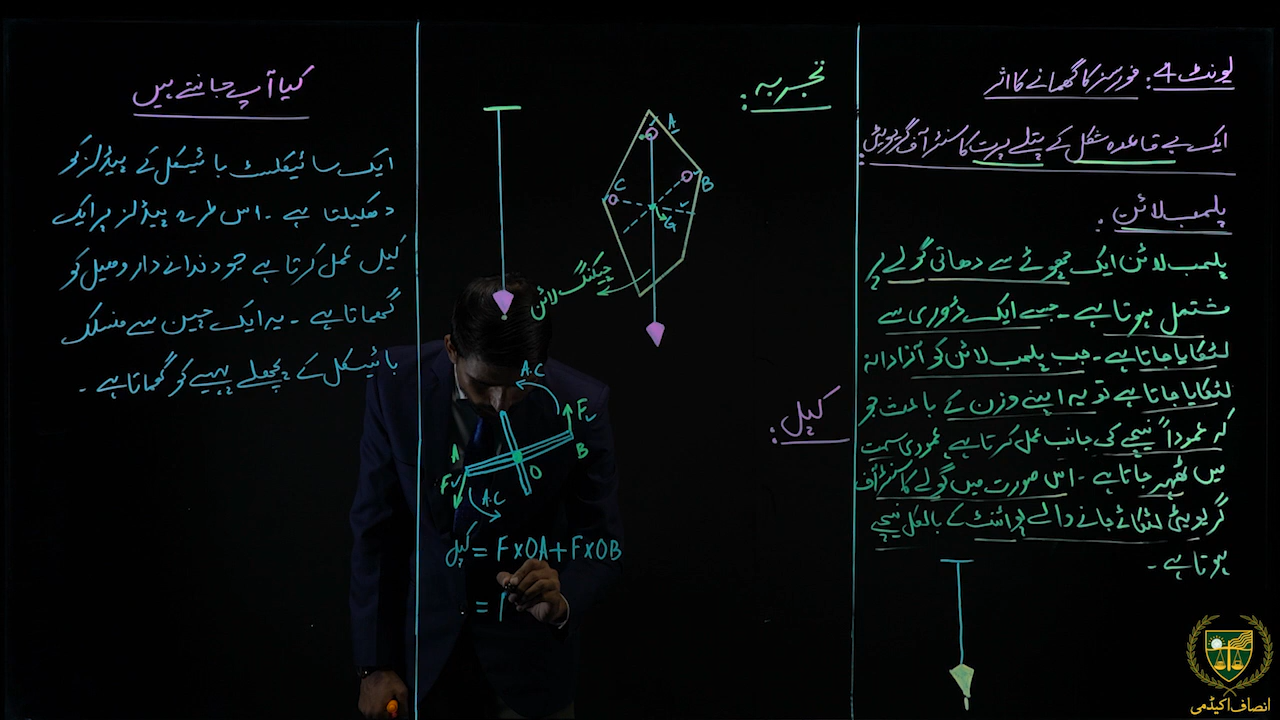 یونٹ 4: فورسز کا گھمانے کا اثر
ایک بے قاعدہ شکل کے پتلے پرت کا سنٹر آف گریویٹی:
پلمب لائن:
پلمب لائن ایک چھوٹے سے دھاتی گولے پر
مشتمل ہوتا ہے۔ جسے ایک ڈوری سے
لٹکایا جاتا ہے۔ جب پلمب لائن کو آزادانہ
لٹکایا جاتا ہے تو یہ اپنے وزن کے باعث جو
کہ عموداً نیچے کی جانب عمل کرتا ہے عمودی سمت
میں ٹھہر جاتا ہے۔ اس صورت میں گولے کا سنٹر آف
گریویٹی لٹکائے جانے والے پوائنٹ کے بالکل نیچے
ہوتا ہے۔
تجربہ:
A
B
C
G
چیکنگ لائن
کپل:
A.C
F
B
A
O
F
A.C
کپل = F×OA+F×OB
= F
کیا آپ جانتے ہیں
ایک سائیکلسٹ بائیسکل کے پیڈلز کو
دھکیلتا ہے۔ اس طرح پیڈلز پر ایک
کپل عمل کرتا ہے جو دندانے دار وھیل کو
گھماتا ہے۔ یہ ایک چین سے منسلک
بائیسکل کے پچھلے پہیے کو گھماتا ہے۔
انصاف اکیڈمی